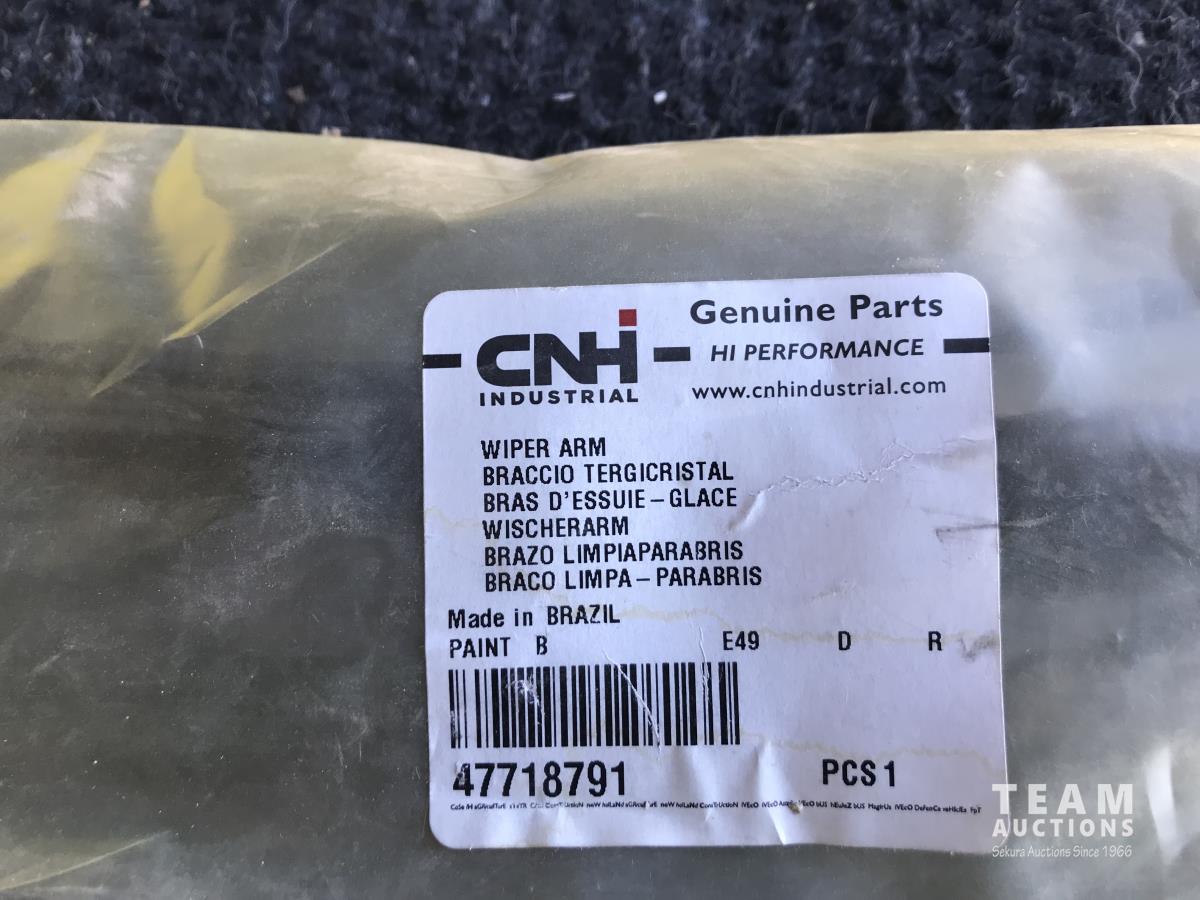 Genuine Parts
CNH INDUSTRIAL
HI PERFORMANCE
www.cnhindustrial.com
WIPER ARM
BRACCIO TERGICRISTAL
BRAS D'ESSUIE-GLACE
WISCHERARM
BRAZO LIMPIAPARABRIS
BRACO LIMPA-PARABRIS
Made in BRAZIL
PAINT B E49 D R
47718791 PCS 1
TEAM
AUCTIONS
Sekura Auctions Since 1966